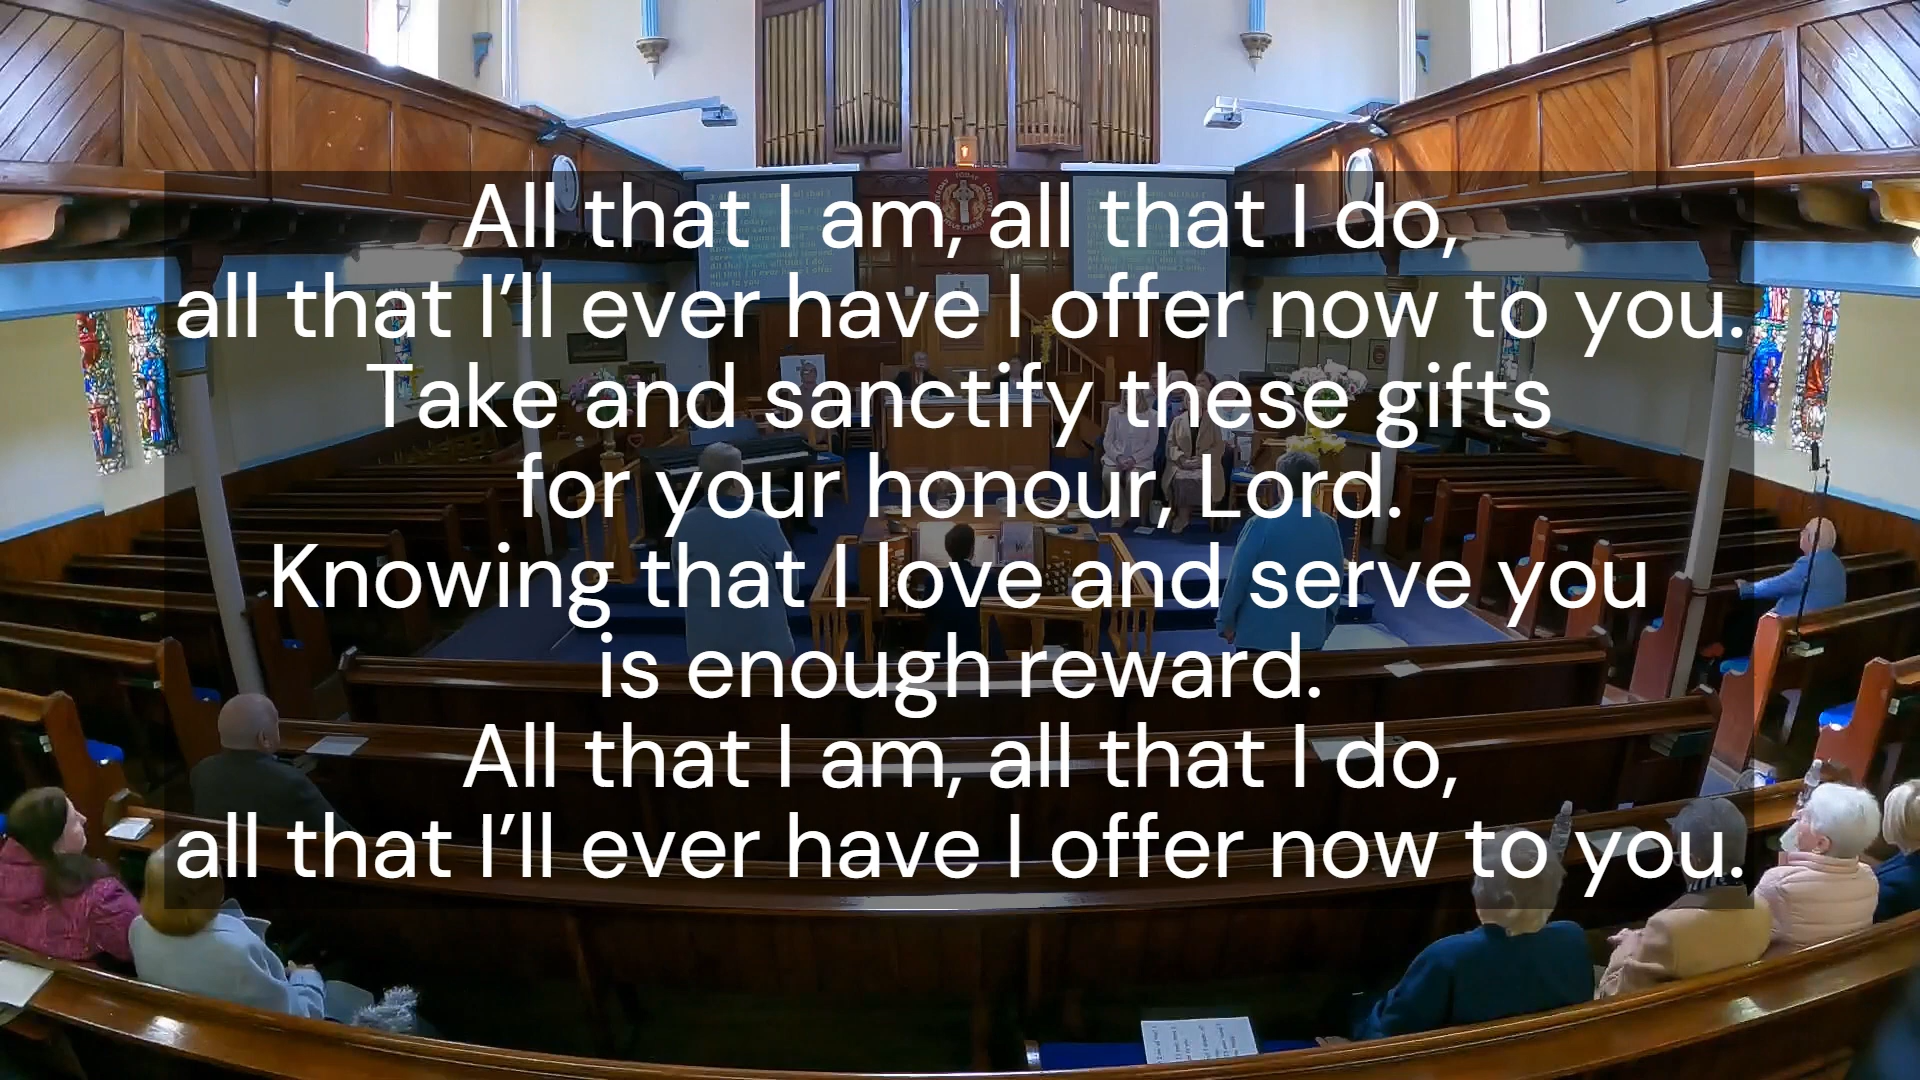 All that I am, all that I do,
all that I’ll ever have I offer now to you.
Take and sanctify these gifts
for your honour, Lord.
Knowing that I love and serve you
is enough reward.
All that I am, all that I do,
all that I’ll ever have I offer now to you.